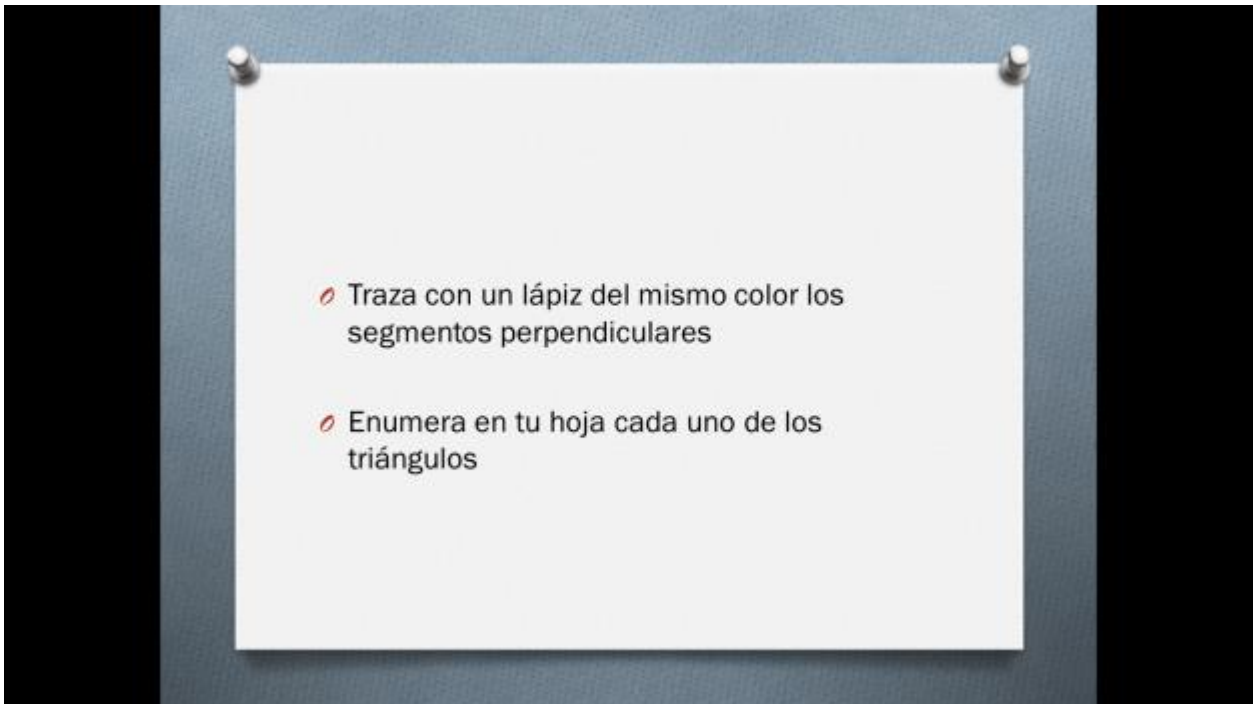 Traza con un lápiz del mismo color los
segmentos perpendiculares
Enumera en tu hoja cada uno de los
triángulos